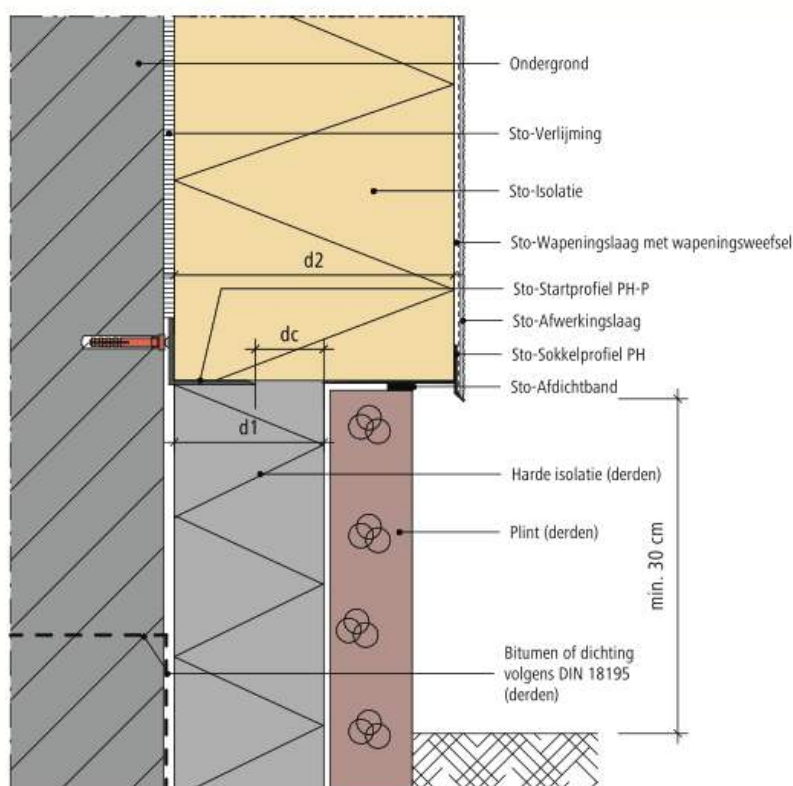 Ondergrond
Sto-Verlijming
Sto-Isolatie
Sto-Wapeningslaag met wapeningsweefsel
d2
Sto-Startprofiel PH-P
Sto-Afwerkingslaag
dc
Sto-Sokkelprofiel PH
Sto-Afdichtband
d1
Harde isolatie (derden)
Plint (derden)
min. 30 cm
Bitumen of dichting
volgens DIN 18195
(derden)